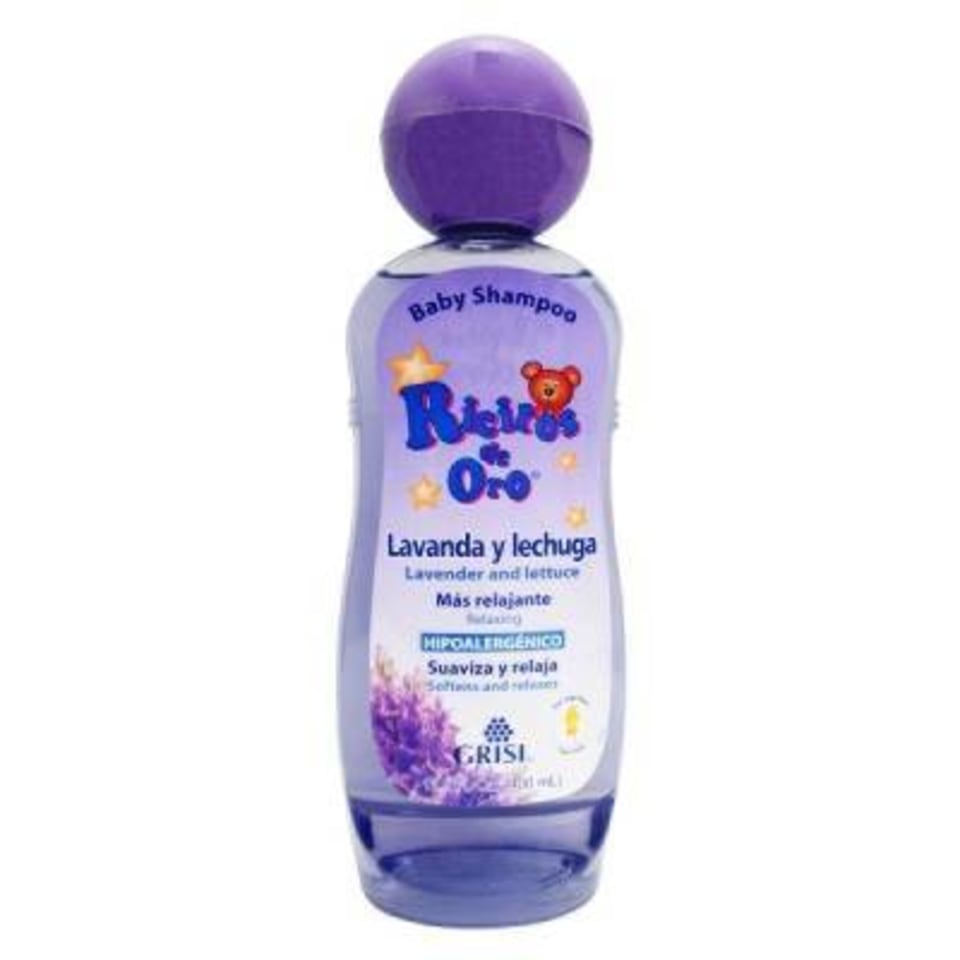 Baby Shampoo
Ricitos
de
Oro®
Lavanda y lechuga
Lavender and lettuce
Más relajante
Relaxing
HIPOALERGÉNICO
Suaviza y relaja
Softens and relaxes
GRISI
mL)